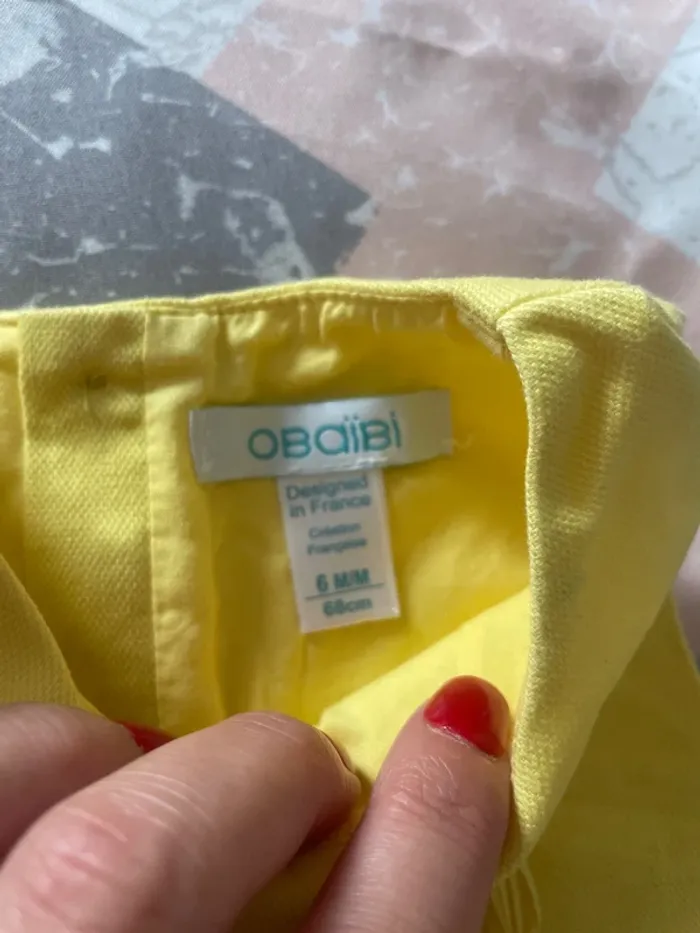 OBaïBi
Designed
in France
Création
Française
6 M/M
68cm